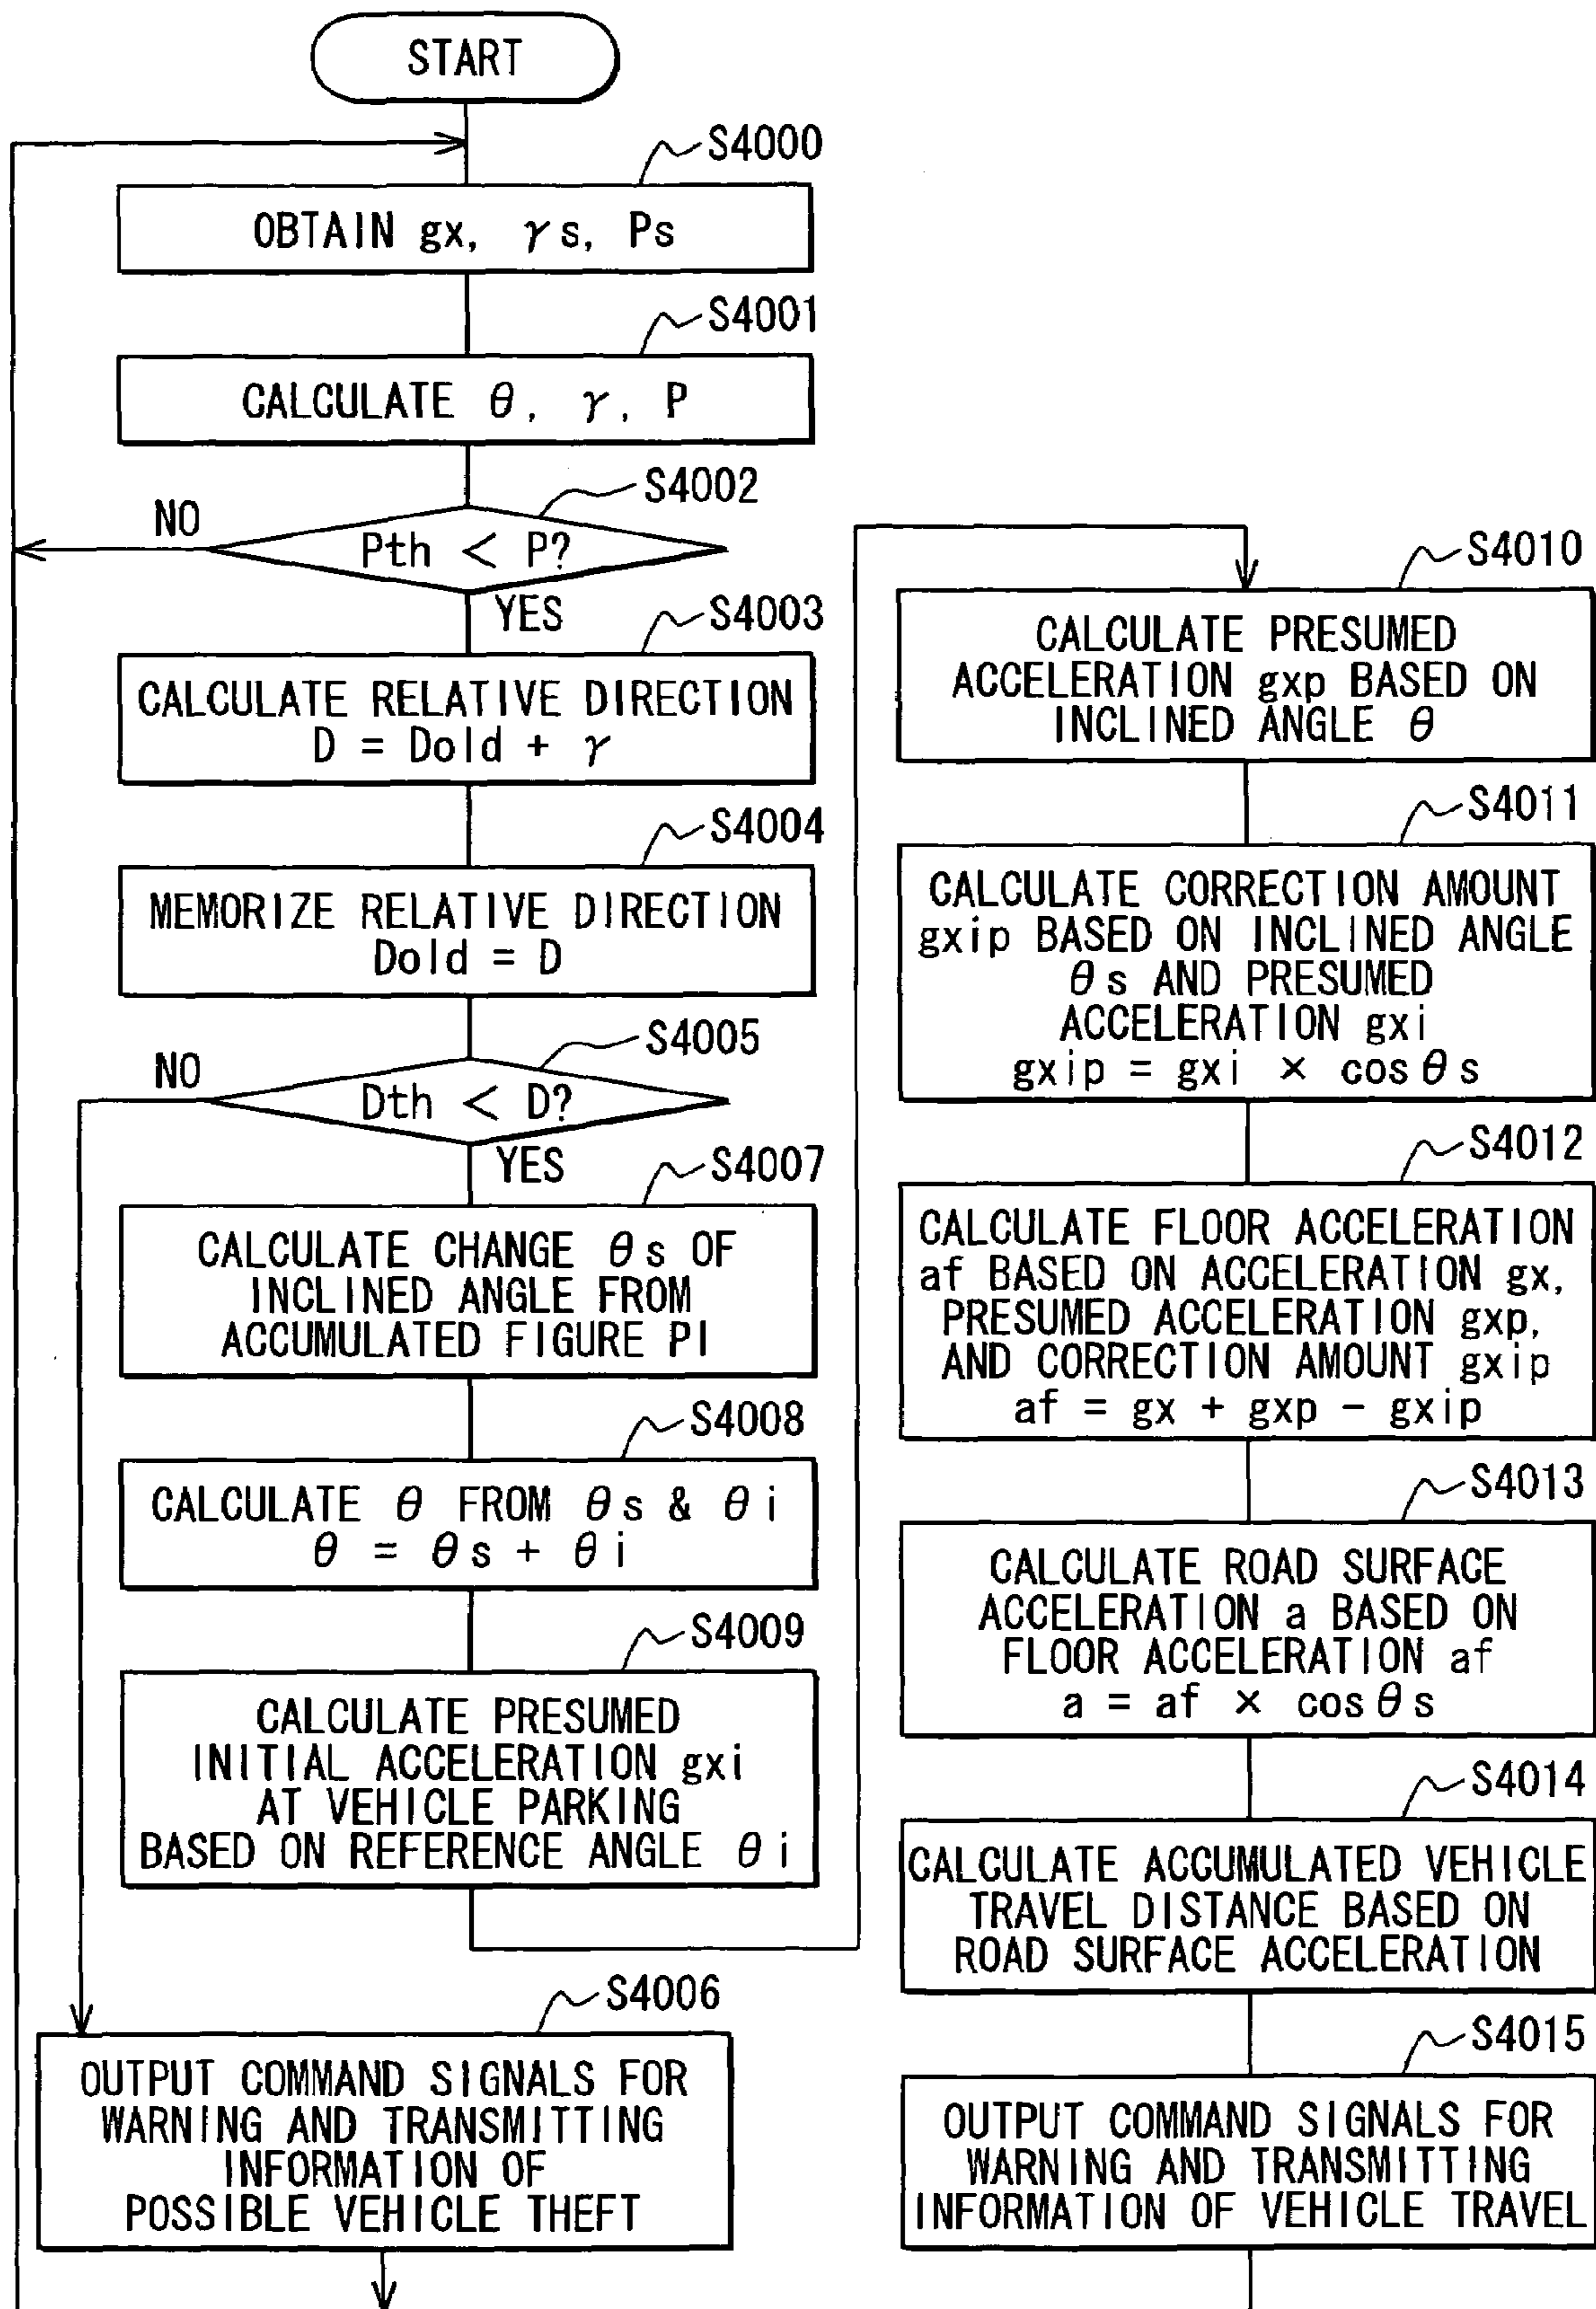 START
S4000
OBTAIN gx, γs, Ps
S4001
CALCULATE θ, γ, P
S4002
NO
Pth < P?
YES
S4003
CALCULATE RELATIVE DIRECTION
D = Dold + γ
S4004
MEMORIZE RELATIVE DIRECTION
Dold = D
S4005
NO
Dth < D?
YES
S4007
CALCULATE CHANGE θs OF
INCLINED ANGLE FROM
ACCUMULATED FIGURE PI
S4008
CALCULATE θ FROM θs & θi
θ = θs + θi
S4009
CALCULATE PRESUMED
INITIAL ACCELERATION gxi
AT VEHICLE PARKING
BASED ON REFERENCE ANGLE θi
S4006
OUTPUT COMMAND SIGNALS FOR
WARNING AND TRANSMITTING
INFORMATION OF
POSSIBLE VEHICLE THEFT
S4010
CALCULATE PRESUMED
ACCELERATION gxp BASED ON
INCLINED ANGLE θ
S4011
CALCULATE CORRECTION AMOUNT
gxip BASED ON INCLINED ANGLE
θs AND PRESUMED
ACCELERATION gxi
gxip = gxi × cosθs
S4012
CALCULATE FLOOR ACCELERATION
af BASED ON ACCELERATION gx,
PRESUMED ACCELERATION gxp,
AND CORRECTION AMOUNT gxip
af = gx + gxp - gxip
S4013
CALCULATE ROAD SURFACE
ACCELERATION a BASED ON
FLOOR ACCELERATION af
a = af × cosθs
S4014
CALCULATE ACCUMULATED VEHICLE
TRAVEL DISTANCE BASED ON
ROAD SURFACE ACCELERATION
S4015
OUTPUT COMMAND SIGNALS FOR
WARNING AND TRANSMITTING
INFORMATION OF VEHICLE TRAVEL